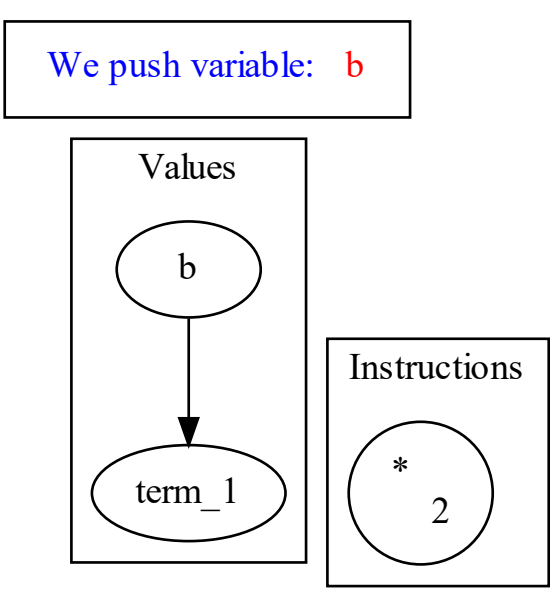 We push variable: b
Values
b
term_1
Instructions
*
2